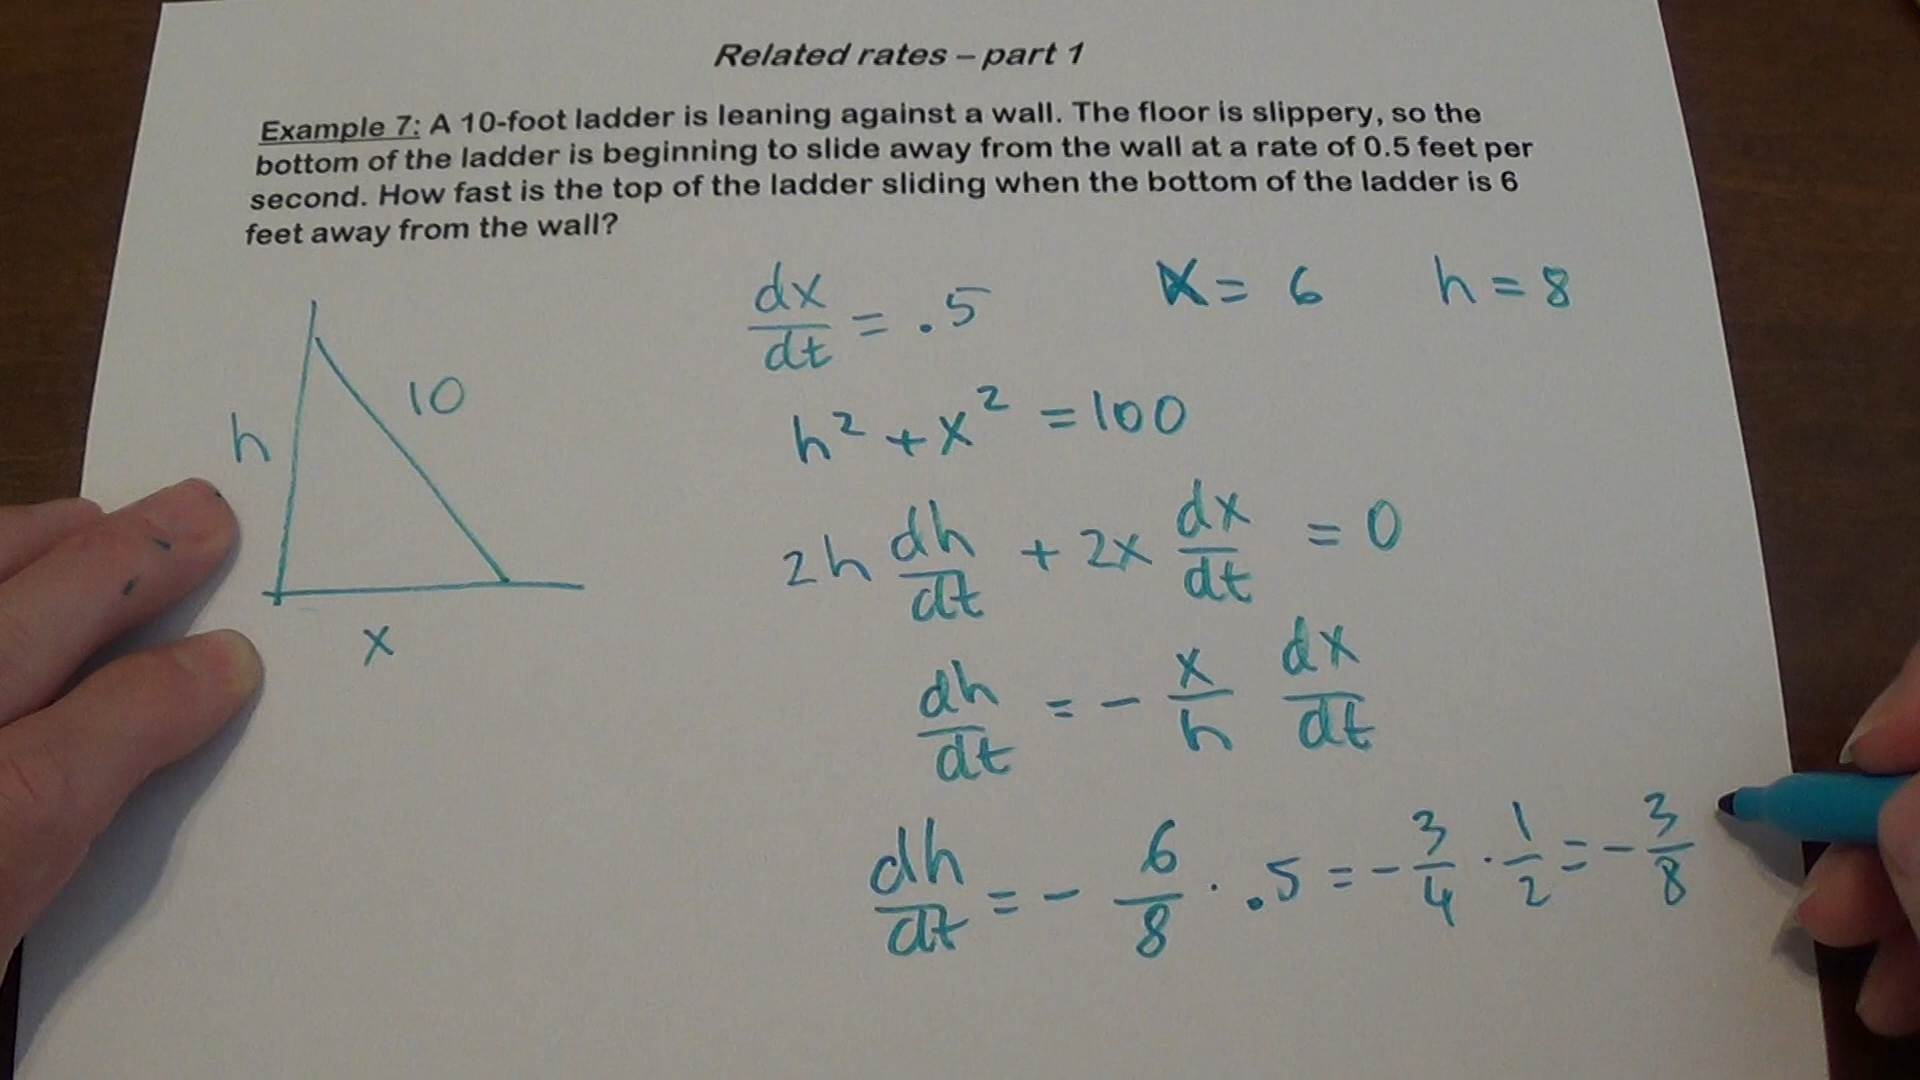 Related rates – part 1
Example 7: A 10-foot ladder is leaning against a wall. The floor is slippery, so the
bottom of the ladder is beginning to slide away from the wall at a rate of 0.5 feet per
second. How fast is the top of the ladder sliding when the bottom of the ladder is 6
feet away from the wall?
dx/dt = .5 x = 6 h = 8
h
10
x
h² + x² = 100
2h dh/dt + 2x dx/dt = 0
dh/dt = - x/h dx/dt
dh/dt = - 6/8 · .5 = - 3/4 · 1/2 = - 3/8